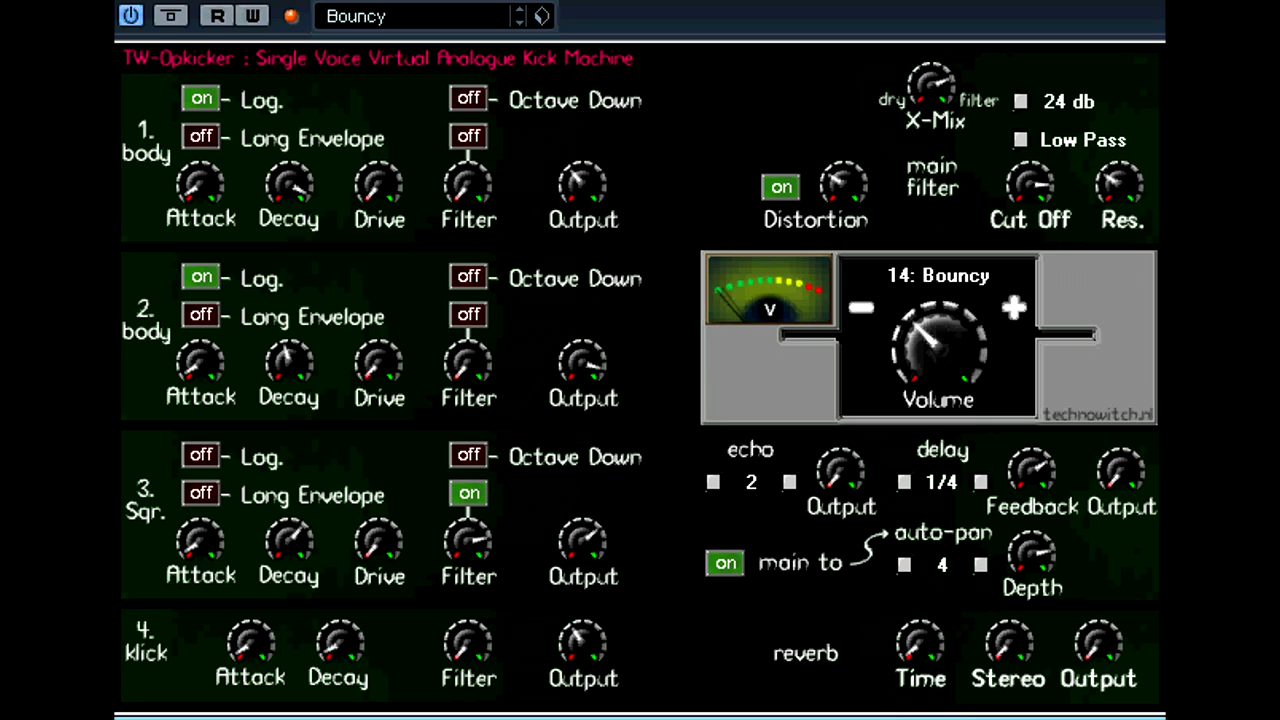 R W Bouncy
TW-Opkicker ; Single Voice Virtual Analogue Kick Machine
1.
body
on - Log.
off - Octave Down
off - Long Envelope
off
Attack Decay Drive Filter Output
2.
body
on - Log.
off - Octave Down
off - Long Envelope
off
Attack Decay Drive Filter Output
3.
Sqr.
off - Log.
off - Octave Down
off - Long Envelope
on
Attack Decay Drive Filter Output
4.
klick
Attack Decay Filter Output
dry filter 24 db
X-Mix
Low Pass
main
filter
on
Distortion Cut Off Res.
14: Bouncy
V
Volume
technowitch.nl
echo delay
2 1/4
Output Feedback Output
auto-pan
on main to 4
Depth
reverb
Time Stereo Output